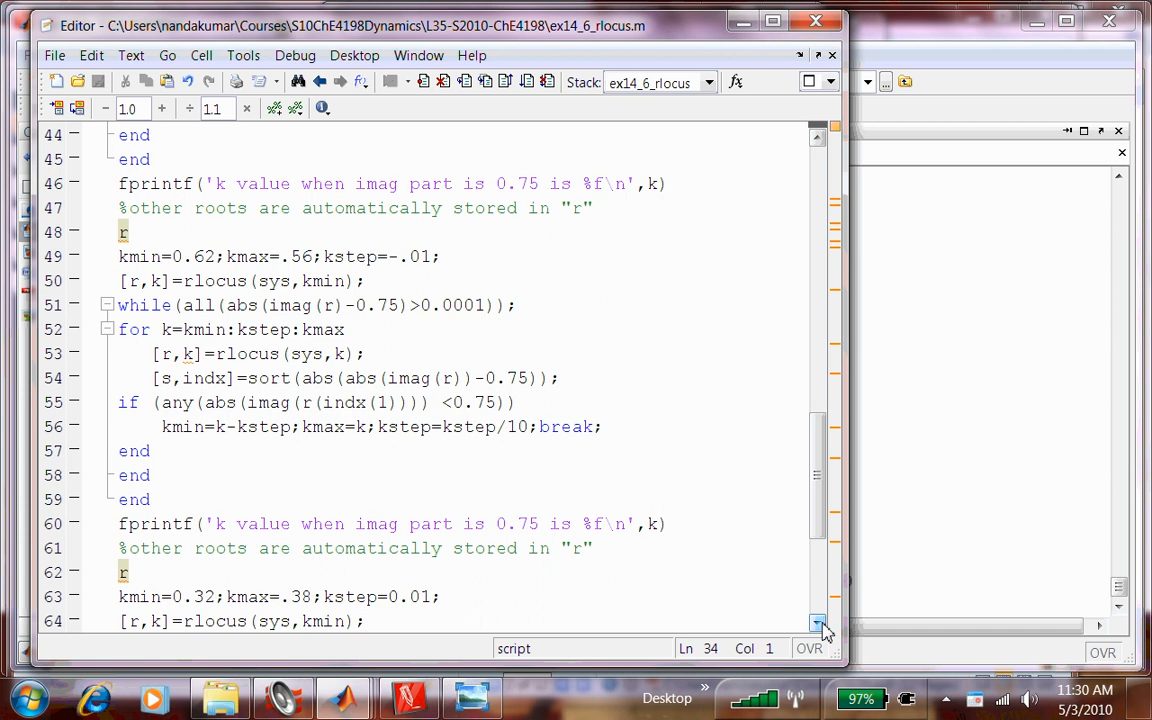 Editor - C:\Users\nandakumar\Courses\S10ChE4198Dynamics\L35-S2010-ChE4198\ex14_6_rlocus.m
File Edit Text Go Cell Tools Debug Desktop Window Help
Stack: ex14_6_rlocus fx
1.0 1.1
44 end
45 end
46 fprintf('k value when imag part is 0.75 is %f\n',k)
47 %other roots are automatically stored in "r"
48 r
49 kmin=0.62;kmax=.56;kstep=-.01;
50 [r,k]=rlocus(sys,kmin);
51 while(all(abs(imag(r)-0.75)>0.0001));
52 for k=kmin:kstep:kmax
53 [r,k]=rlocus(sys,k);
54 [s,indx]=sort(abs(abs(imag(r))-0.75));
55 if (any(abs(imag(r(indx(1)))) <0.75))
56 kmin=k-kstep;kmax=k;kstep=kstep/10;break;
57 end
58 end
59 end
60 fprintf('k value when imag part is 0.75 is %f\n',k)
61 %other roots are automatically stored in "r"
62 r
63 kmin=0.32;kmax=.38;kstep=0.01;
64 [r,k]=rlocus(sys,kmin);
script Ln 34 Col 1 OVR
OVR
Desktop » 97% 11:30 AM
5/3/2010